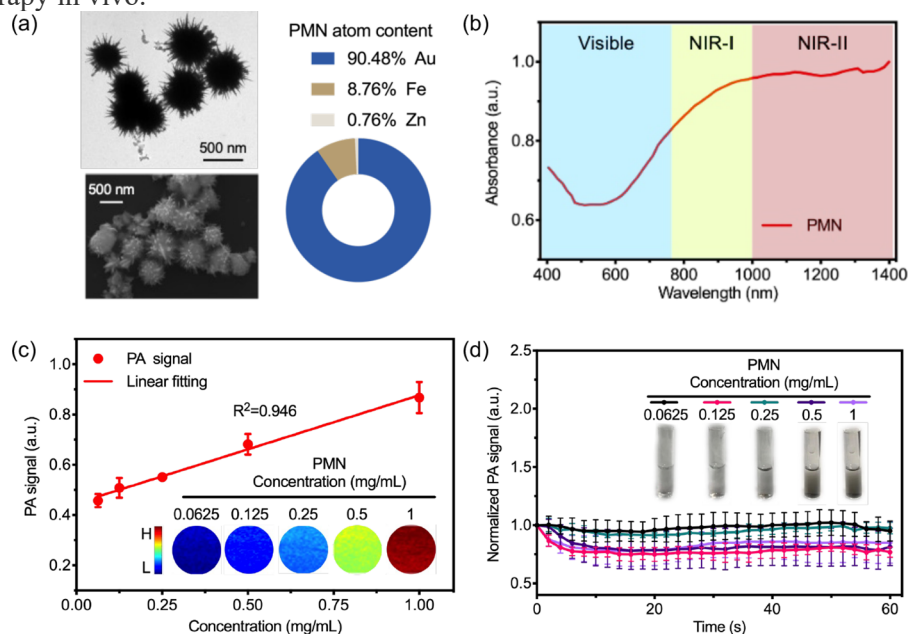 rapy in vivo.
(a)
PMN atom content
90.48% Au
8.76% Fe
0.76% Zn
500 nm
500 nm
(b)
Visible NIR-I NIR-II
1.0
0.8
0.6
Absorbance (a.u.)
PMN
400 600 800 1000 1200 1400
Wavelength (nm)
(c)
PA signal
Linear fitting
R²=0.946
PMN
Concentration (mg/mL)
0.0625 0.125 0.25 0.5 1
H
L
1.0
0.8
0.6
0.4
0.2
PA signal (a.u.)
0.00 0.25 0.50 0.75 1.00
Concentration (mg/mL)
(d)
2.5
2.0
1.5
1.0
0.5
Normalized PA signal (a.u.)
PMN
Concentration (mg/mL)
0.0625 0.125 0.25 0.5 1
0 20 40 60
Time (s)